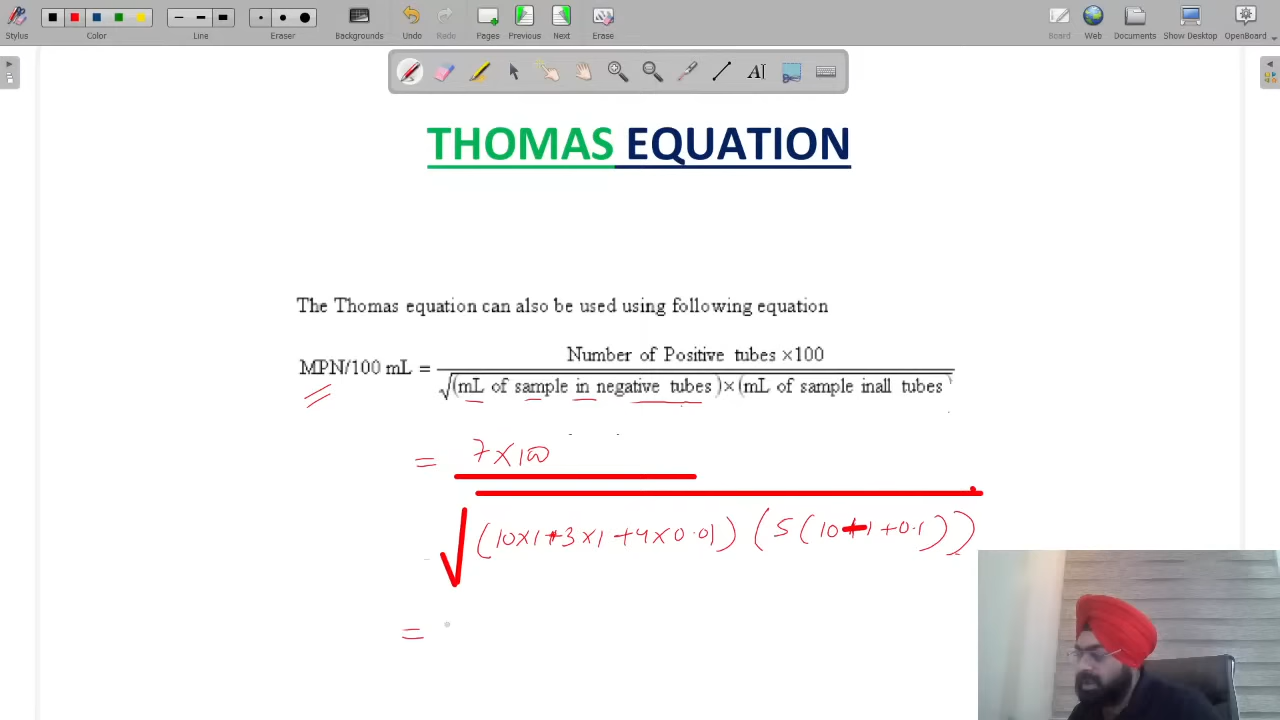 Stylus Color Line Eraser Backgrounds Undo Redo Pages Previous Next Erase Board Web Documents Show Desktop OpenBoard
THOMAS EQUATION
The Thomas equation can also be used using following equation
MPN/100 mL = Number of Positive tubes ×100
√(mL of sample in negative tubes)×(mL of sample inall tubes
= 7×100
√(10×1+3×1+4×0.01) (5(10+1+0.1))
=